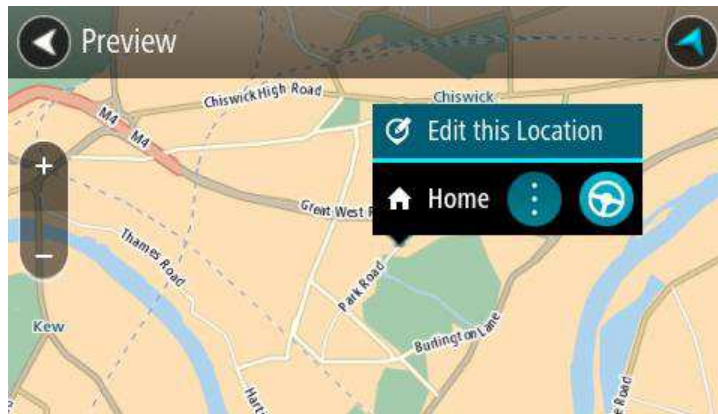 Preview
Chiswick High Road
Chiswick
M4
M4
Edit this Location
Home
Great West
Thames Road
Park Road
Kew
Burlington Lane
Road